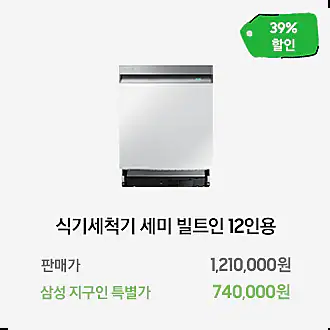 39%
할인
식기세척기 세미 빌트인 12인용
판매가 1,210,000원
삼성 지구인 특별가 740,000원